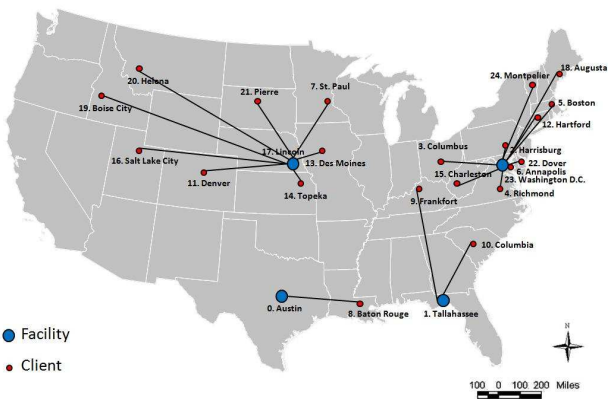 18. Augusta
24. Montpelier
20. Helena
21. Pierre
7. St. Paul
5. Boston
19. Boise City
12. Hartford
3. Columbus
2. Harrisburg
17. Lincoln
16. Salt Lake City
13. Des Moines
22. Dover
15. Charleston
6. Annapolis
11. Denver
23. Washington D.C.
14. Topeka
9. Frankfort
4. Richmond
10. Columbia
0. Austin
8. Baton Rouge
1. Tallahassee
Facility
Client
N
100 0 100 200 Miles